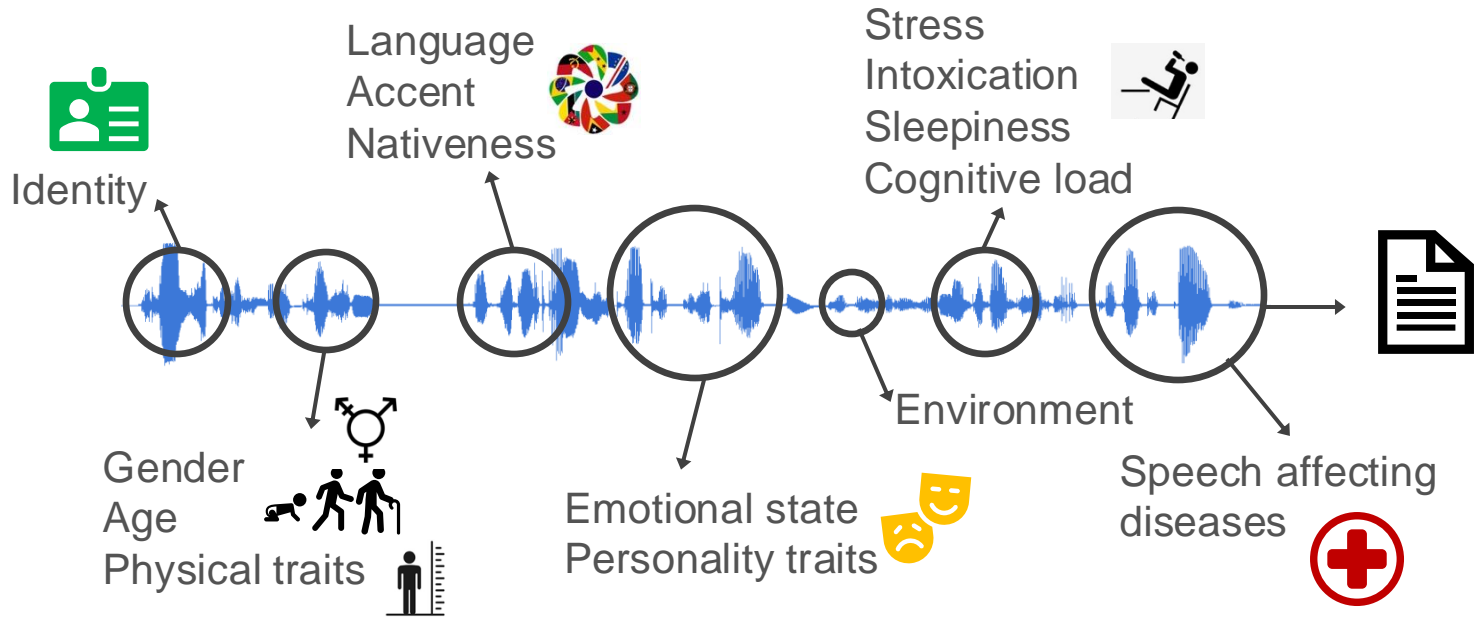 Identity
Language
Accent
Nativeness
Stress
Intoxication
Sleepiness
Cognitive load
Gender
Age
Physical traits
Emotional state
Personality traits
Environment
Speech affecting
diseases